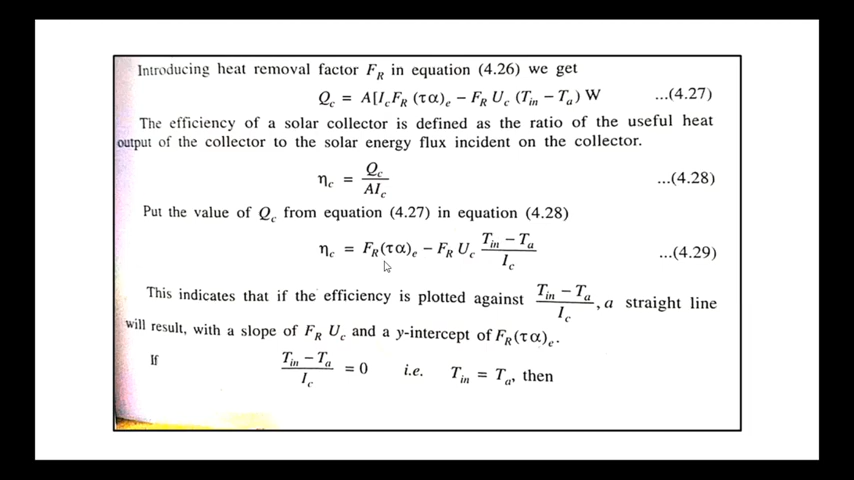 Introducing heat removal factor F_R in equation (4.26) we get
Q_c = A[I_c F_R (τα)_e − F_R U_c (T_in − T_a) W ...(4.27)
The efficiency of a solar collector is defined as the ratio of the useful heat
output of the collector to the solar energy flux incident on the collector.
η_c = Q_c / AI_c ...(4.28)
Put the value of Q_c from equation (4.27) in equation (4.28)
η_c = F_R(τα)_e − F_R U_c (T_in − T_a) / I_c ...(4.29)
This indicates that if the efficiency is plotted against (T_in − T_a) / I_c, a straight line
will result, with a slope of F_R U_c and a y-intercept of F_R(τα)_e.
If (T_in − T_a) / I_c = 0 i.e. T_in = T_a, then